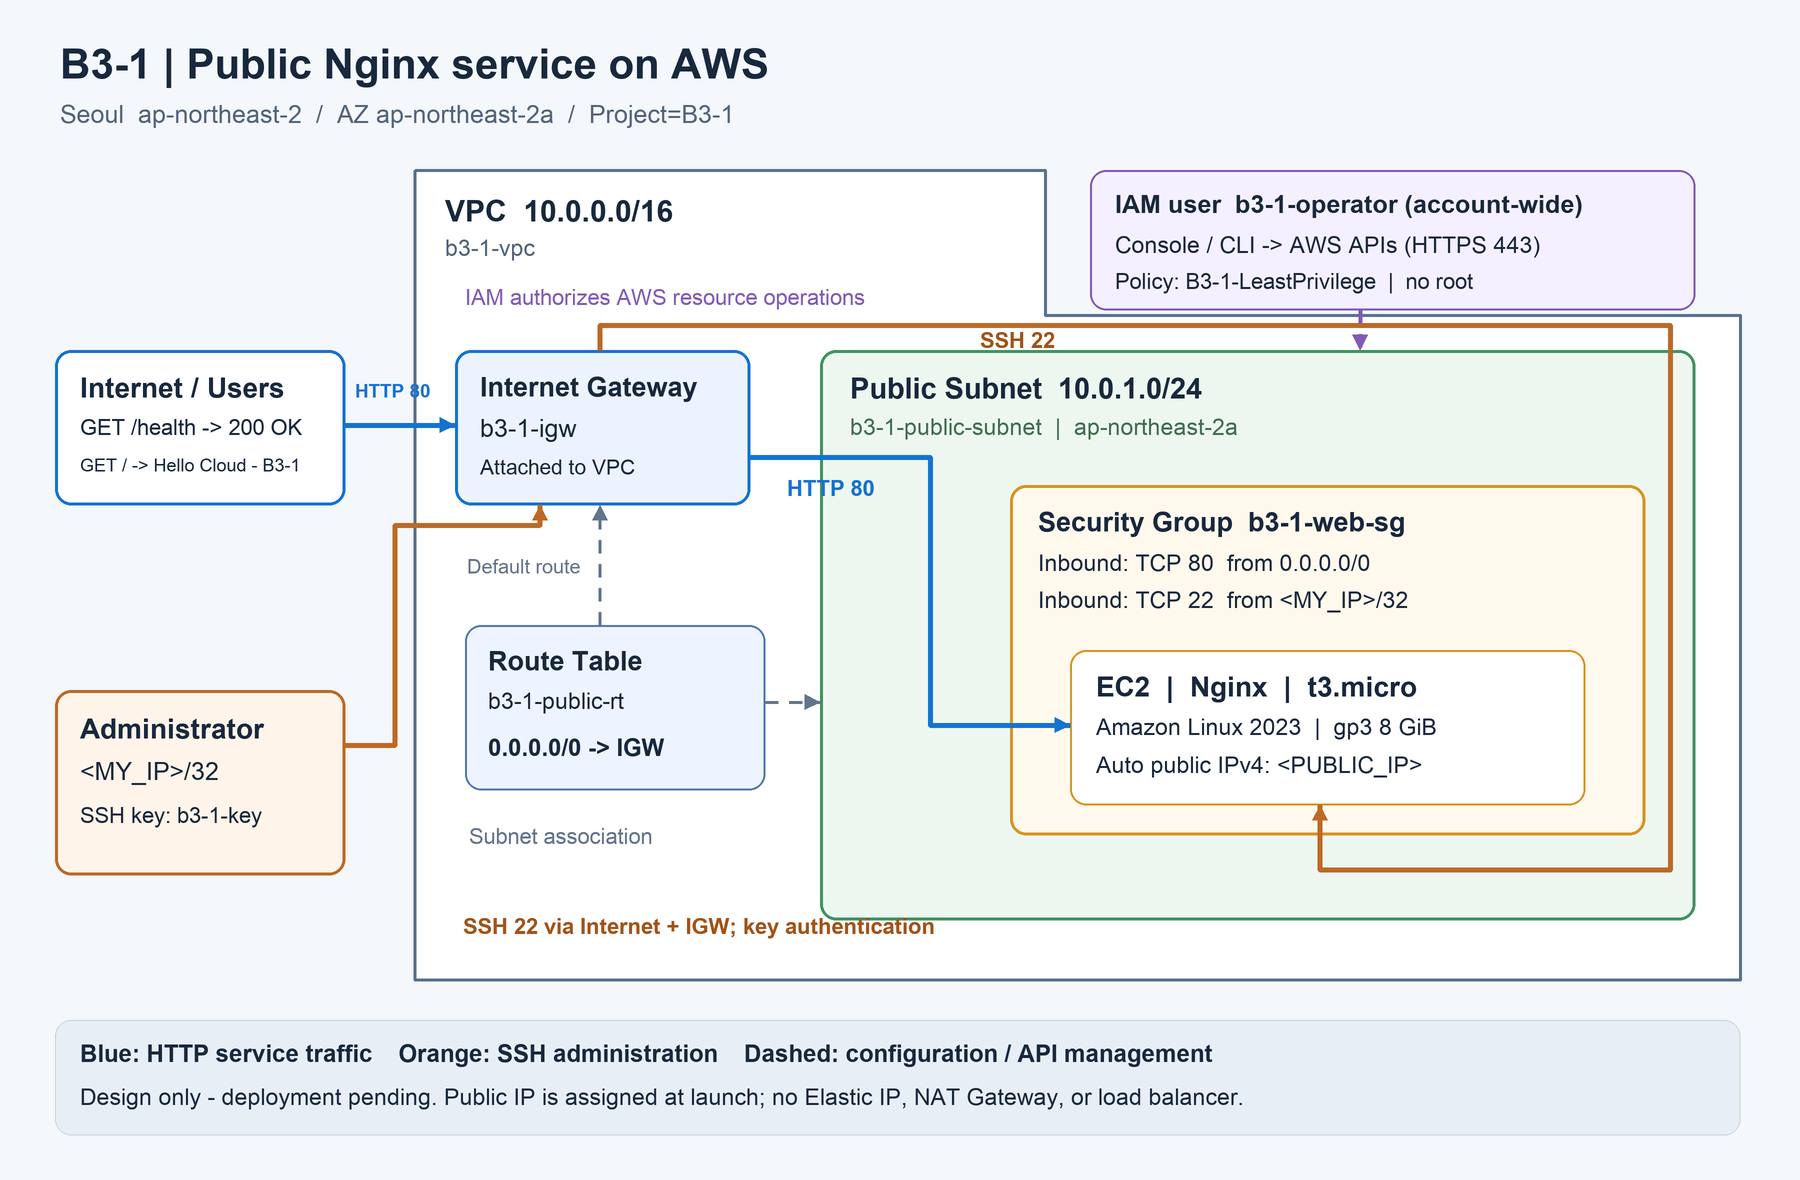 B3-1 | Public Nginx service on AWS
Seoul  ap-northeast-2  /  AZ ap-northeast-2a  /  Project=B3-1
VPC  10.0.0.0/16
b3-1-vpc
IAM authorizes AWS resource operations
IAM user  b3-1-operator (account-wide)
Console / CLI -> AWS APIs (HTTPS 443)
Policy: B3-1-LeastPrivilege  |  no root
SSH 22
Internet / Users
GET /health -> 200 OK
GET / -> Hello Cloud - B3-1
HTTP 80
Internet Gateway
b3-1-igw
Attached to VPC
HTTP 80
Public Subnet  10.0.1.0/24
b3-1-public-subnet  |  ap-northeast-2a
Security Group  b3-1-web-sg
Inbound: TCP 80  from 0.0.0.0/0
Inbound: TCP 22  from <MY_IP>/32
Default route
Route Table
b3-1-public-rt
0.0.0.0/0 -> IGW
EC2  |  Nginx  |  t3.micro
Amazon Linux 2023  |  gp3 8 GiB
Auto public IPv4: <PUBLIC_IP>
Administrator
<MY_IP>/32
SSH key: b3-1-key
Subnet association
SSH 22 via Internet + IGW; key authentication
Blue: HTTP service traffic    Orange: SSH administration    Dashed: configuration / API management
Design only - deployment pending. Public IP is assigned at launch; no Elastic IP, NAT Gateway, or load balancer.